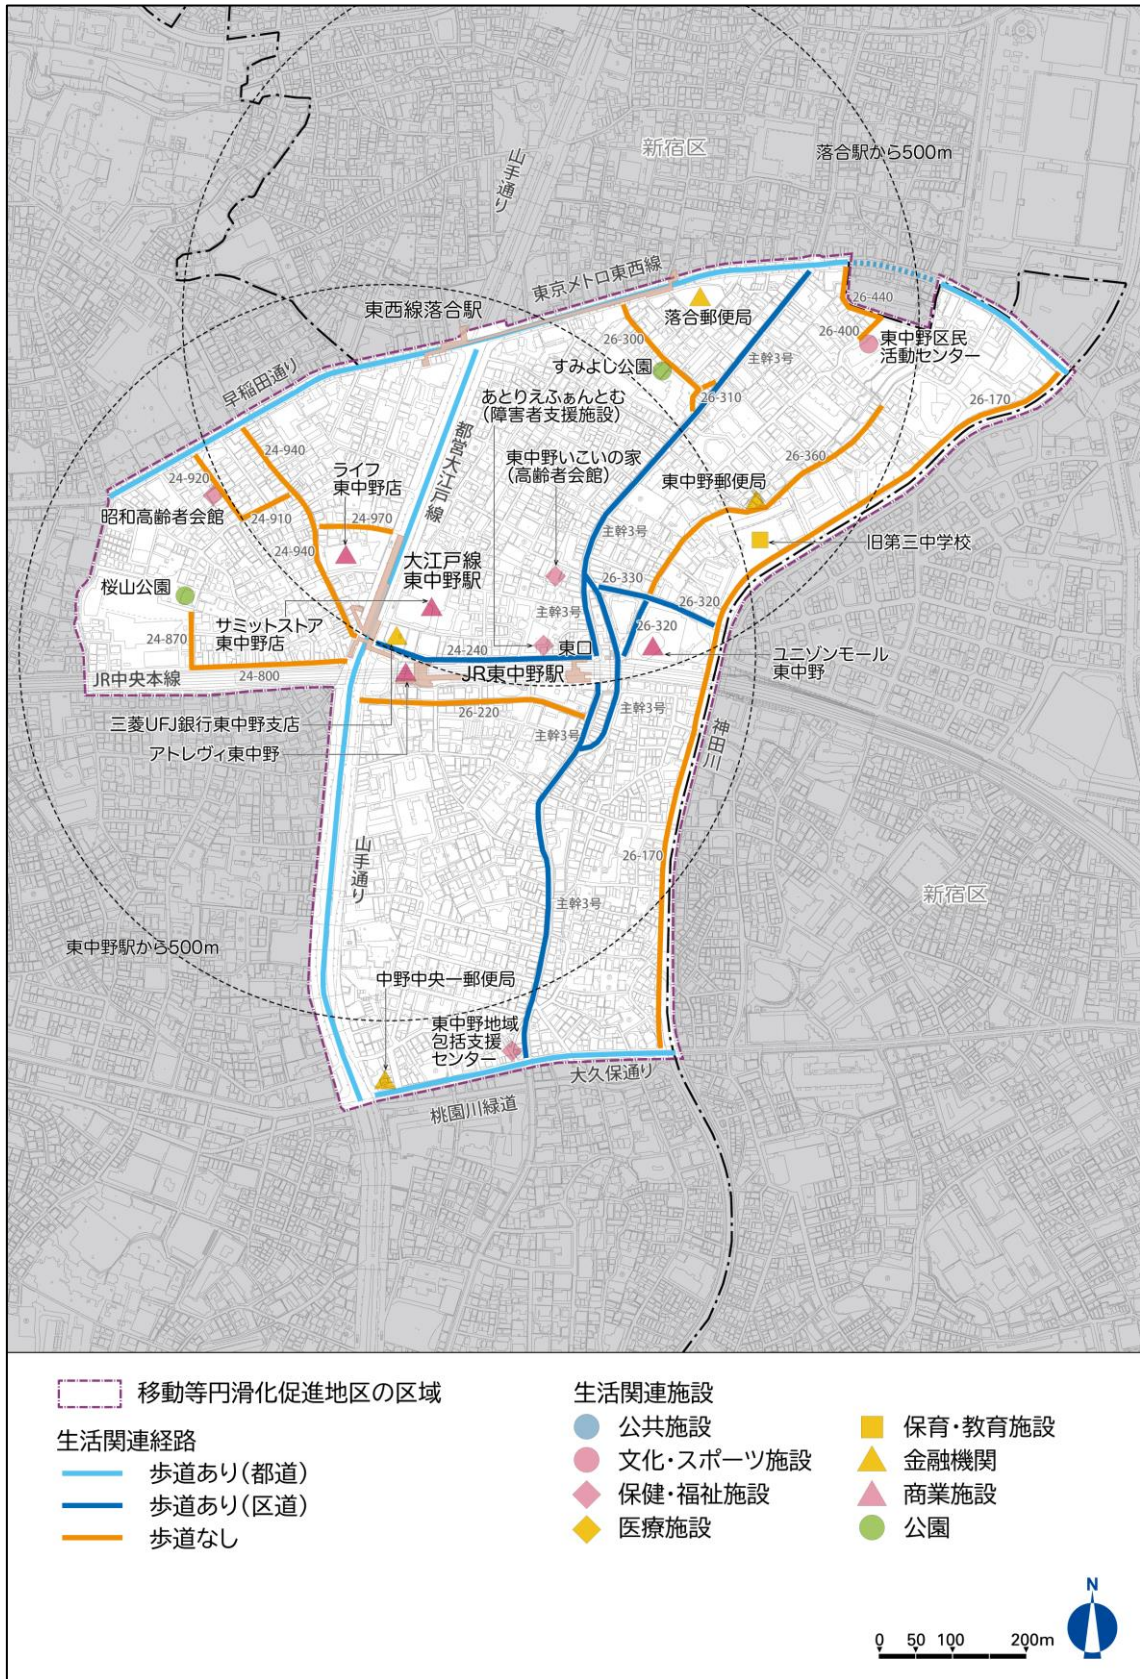 新宿区
落合駅から500m
山手通り
東京メトロ東西線
東西線落合駅
落合郵便局
26-440
26-400
東中野区民
活動センター
26-300
すみよし公園
主幹3号
早稲田通り
あとりえふぁんとむ
(障害者支援施設)
26-310
26-170
24-940
都営大江戸線
東中野いこいの家
(高齢者会館)
26-360
24-920
ライフ
東中野店
東中野郵便局
昭和高齢者会館
24-910
24-970
主幹3号
旧第三中学校
24-940
大江戸線
東中野駅
桜山公園
26-330
主幹3号
26-320
サミットストア
東中野店
24-870
26-320
24-240
東口
ユニゾンモール
東中野
JR中央本線
24-800
JR東中野駅
三菱UFJ銀行東中野支店
26-220
主幹3号
神田川
アトレヴィ東中野
主幹3号
山手通り
26-170
新宿区
主幹3号
東中野駅から500m
中野中央一郵便局
東中野地域
包括支援
センター
大久保通り
桃園川緑道
移動等円滑化促進地区の区域
生活関連経路
歩道あり(都道)
歩道あり(区道)
歩道なし
生活関連施設
公共施設
文化・スポーツ施設
保健・福祉施設
医療施設
保育・教育施設
金融機関
商業施設
公園
N
0 50 100 200m